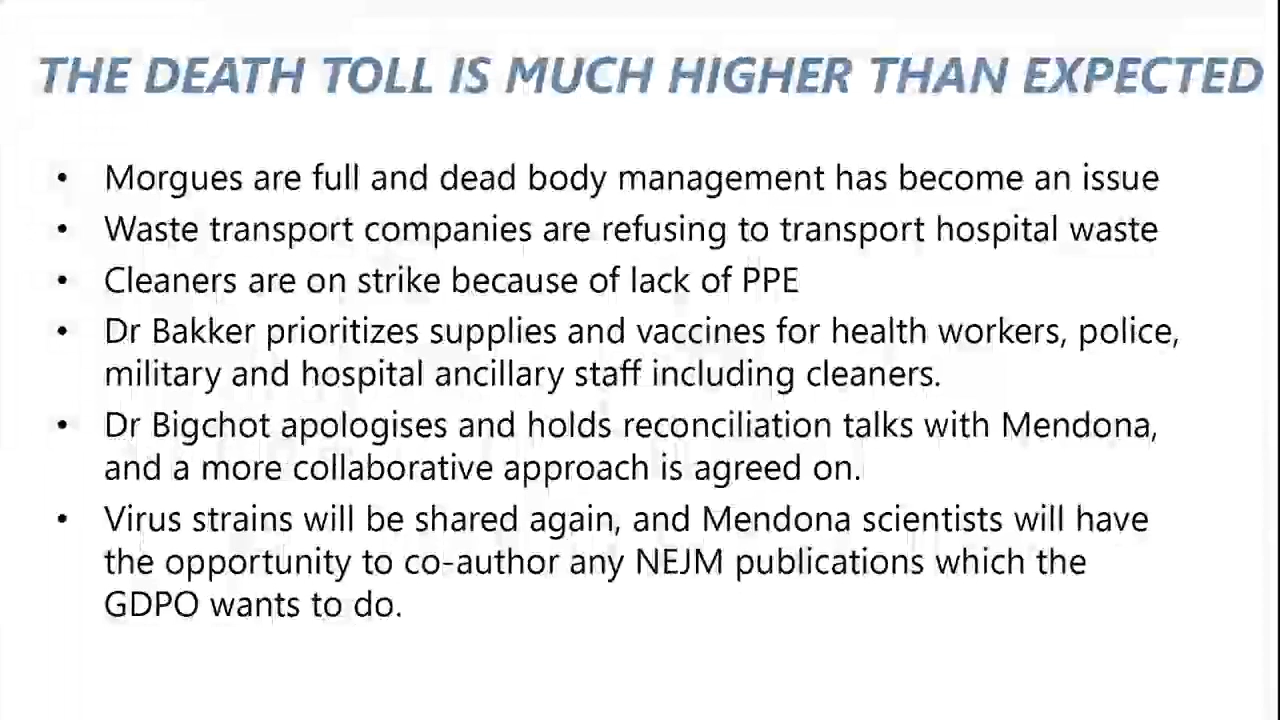 THE DEATH TOLL IS MUCH HIGHER THAN EXPECTED
• Morgues are full and dead body management has become an issue
• Waste transport companies are refusing to transport hospital waste
• Cleaners are on strike because of lack of PPE
• Dr Bakker prioritizes supplies and vaccines for health workers, police,
military and hospital ancillary staff including cleaners.
• Dr Bigchot apologises and holds reconciliation talks with Mendona,
and a more collaborative approach is agreed on.
• Virus strains will be shared again, and Mendona scientists will have
the opportunity to co-author any NEJM publications which the
GDPO wants to do.